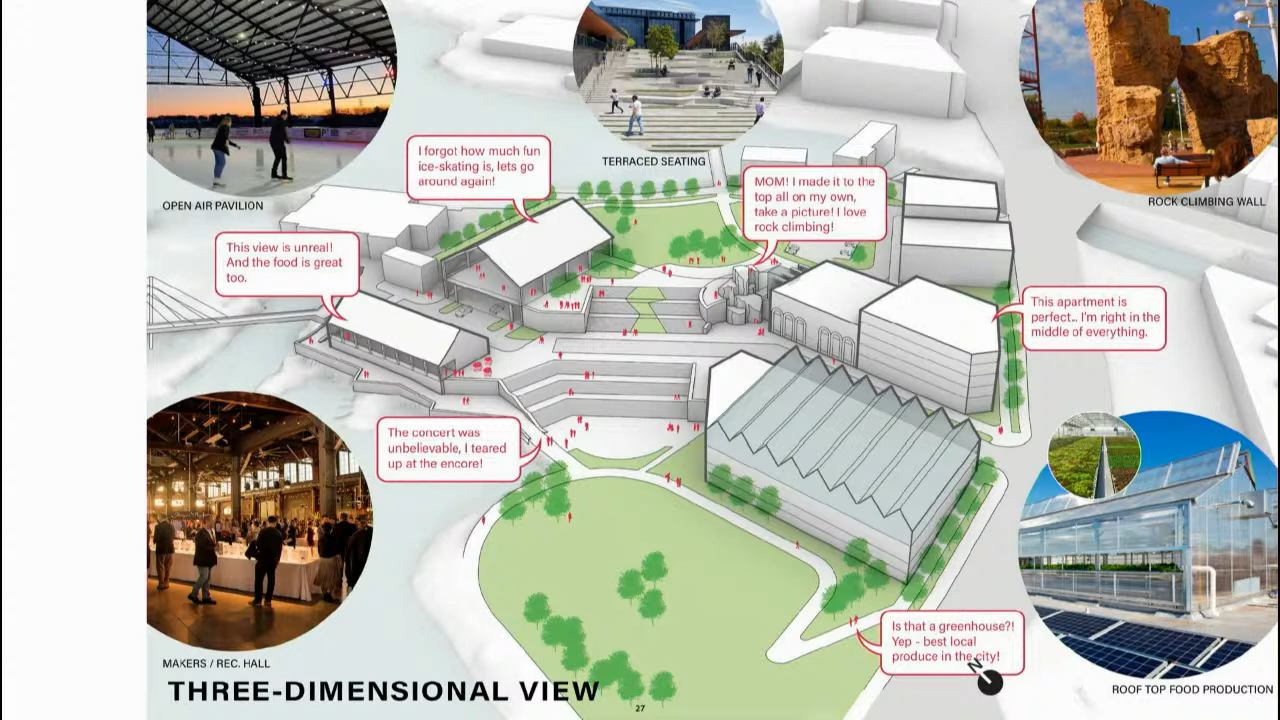 TERRACED SEATING
OPEN AIR PAVILION
ROCK CLIMBING WALL
I forgot how much fun
ice-skating is, lets go
around again!
MOM! I made it to the
top all on my own,
take a picture! I love
rock climbing!
This view is unreal!
And the food is great
too.
This apartment is
perfect.. I'm right in the
middle of everything.
The concert was
unbelievable, I teared
up at the encore!
Is that a greenhouse?!
Yep - best local
produce in the city!
N
MAKERS / REC. HALL
ROOF TOP FOOD PRODUCTION
THREE-DIMENSIONAL VIEW
27